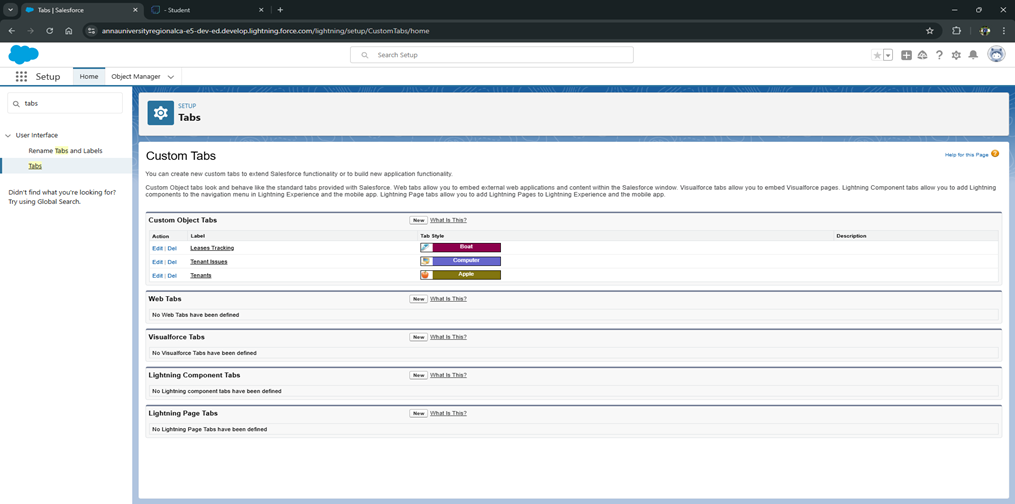 Tabs | Salesforce
- Student
annauniversityregionalca-e5-dev-ed.develop.lightning.force.com/lightning/setup/CustomTabs/home
Search Setup
Setup
Home
Object Manager
tabs
User Interface
Rename Tabs and Labels
Tabs
Didn't find what you're looking for?
Try using Global Search.
SETUP
Tabs
Custom Tabs
Help for this Page
You can create new custom tabs to extend Salesforce functionality or to build new application functionality.
Custom Object tabs look and behave like the standard tabs provided with Salesforce. Web tabs allow you to embed external web applications and content within the Salesforce window. Visualforce tabs allow you to embed Visualforce pages. Lightning Component tabs allow you to add Lightning
components to the navigation menu in Lightning Experience and the mobile app. Lightning Page tabs allow you to add Lightning Pages to Lightning Experience and the mobile app.
Custom Object Tabs New What Is This?
Action Label Tab Style Description
Edit | Del Leases Tracking Boat
Edit | Del Tenant Issues Computer
Edit | Del Tenants Apple
Web Tabs New What Is This?
No Web Tabs have been defined
Visualforce Tabs New What Is This?
No Visualforce Tabs have been defined
Lightning Component Tabs New What Is This?
No Lightning component tabs have been defined
Lightning Page Tabs New What Is This?
No Lightning Page Tabs have been defined